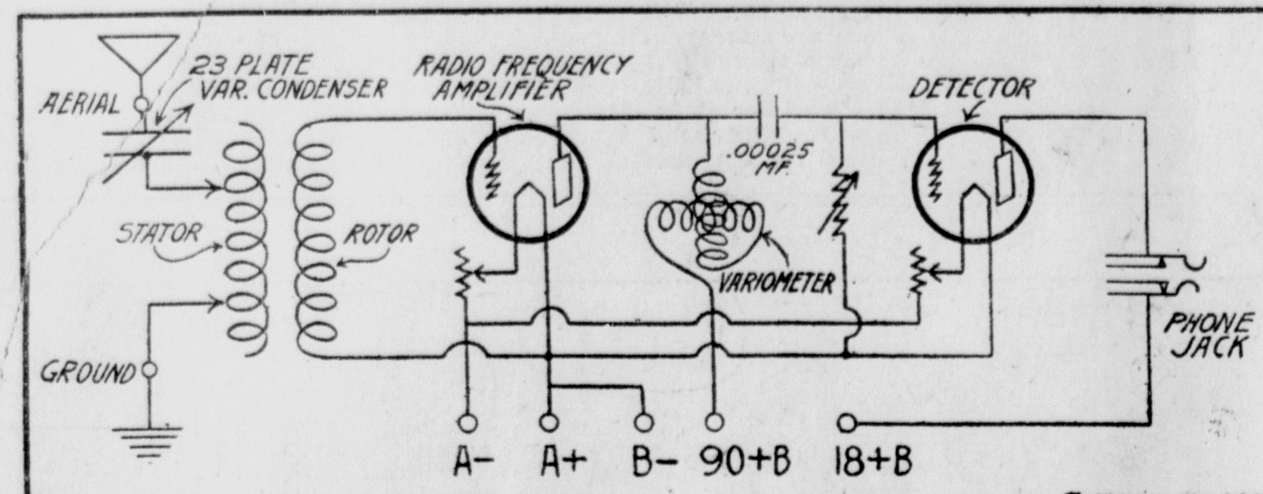 23 PLATE
VAR. CONDENSER
AERIAL
RADIO FREQUENCY
AMPLIFIER
DETECTOR
.00025
MF.
STATOR
ROTOR
VARIOMETER
PHONE
JACK
GROUND
A- A+ B- 90+B 18+B